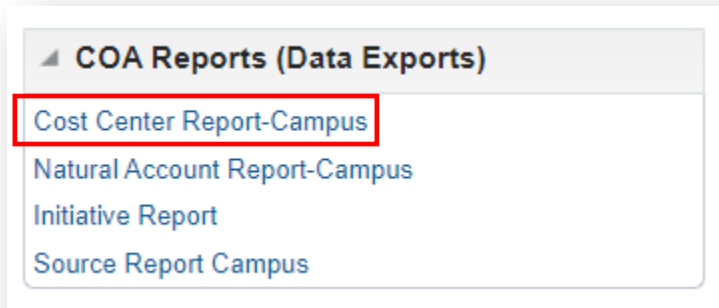 COA Reports (Data Exports)
Cost Center Report-Campus
Natural Account Report-Campus
Initiative Report
Source Report Campus